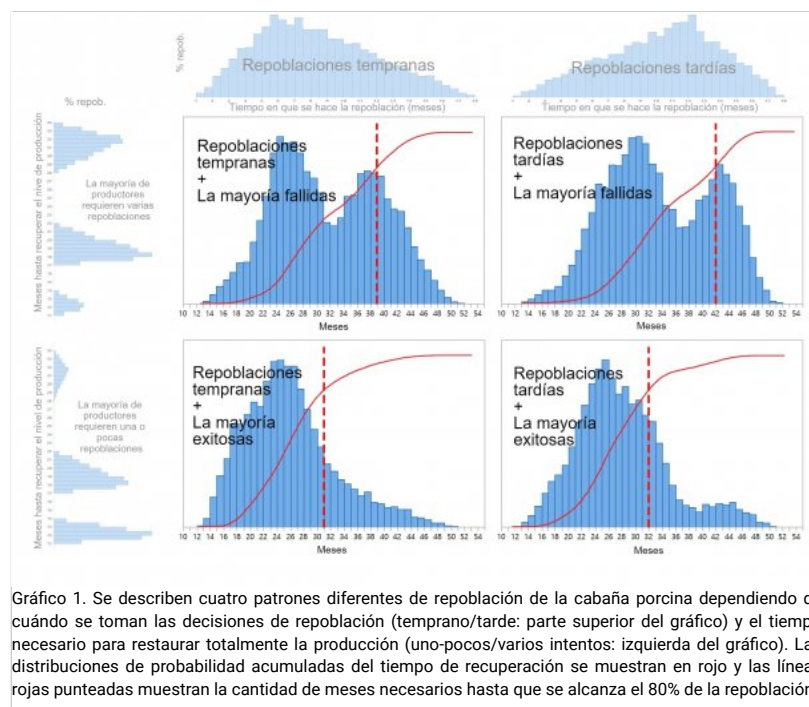 % repob.
Repoblaciones tempranas
Repoblaciones tardías
Tiempo en que se hace la repoblación (meses)
Tiempo en que se hace la repoblación (meses)
% repob.
Meses hasta recuperar el nive de producción
La mayoría de
productores
requieren varias
repoblaciones
Repoblaciones
tempranas
+
La mayoría fallidas
10 12 14 16 18 20 22 24 26 28 30 32 34 36 38 40 42 44 46 48 50 52 54
Meses
Repoblaciones
tardías
+
La mayoría fallidas
10 12 14 16 18 20 22 24 26 28 30 32 34 36 38 40 42 44 46 48 50 52 54
Meses
Meses hasta recuperar el nivel de producción
La mayoría de
productores
requieren una o
pocas
repoblaciones
Repoblaciones
tempranas
+
La mayoría
exitosas
10 12 14 16 18 20 22 24 26 28 30 32 34 36 38 40 42 44 46 48 50 52 54
Meses
Repoblaciones
tardías
+
La mayoría
exitosas
10 12 14 16 18 20 22 24 26 28 30 32 34 36 38 40 42 44 46 48 50 52 54
Meses
Gráfico 1. Se describen cuatro patrones diferentes de repoblación de la cabaña porcina dependiendo d
cuándo se toman las decisiones de repoblación (temprano/tarde: parte superior del gráfico) y el tiemp
necesario para restaurar totalmente la producción (uno-pocos/varios intentos: izquierda del gráfico). La
distribuciones de probabilidad acumuladas del tiempo de recuperación se muestran en rojo y las línea
rojas punteadas muestran la cantidad de meses necesarios hasta que se alcanza el 80% de la repoblación